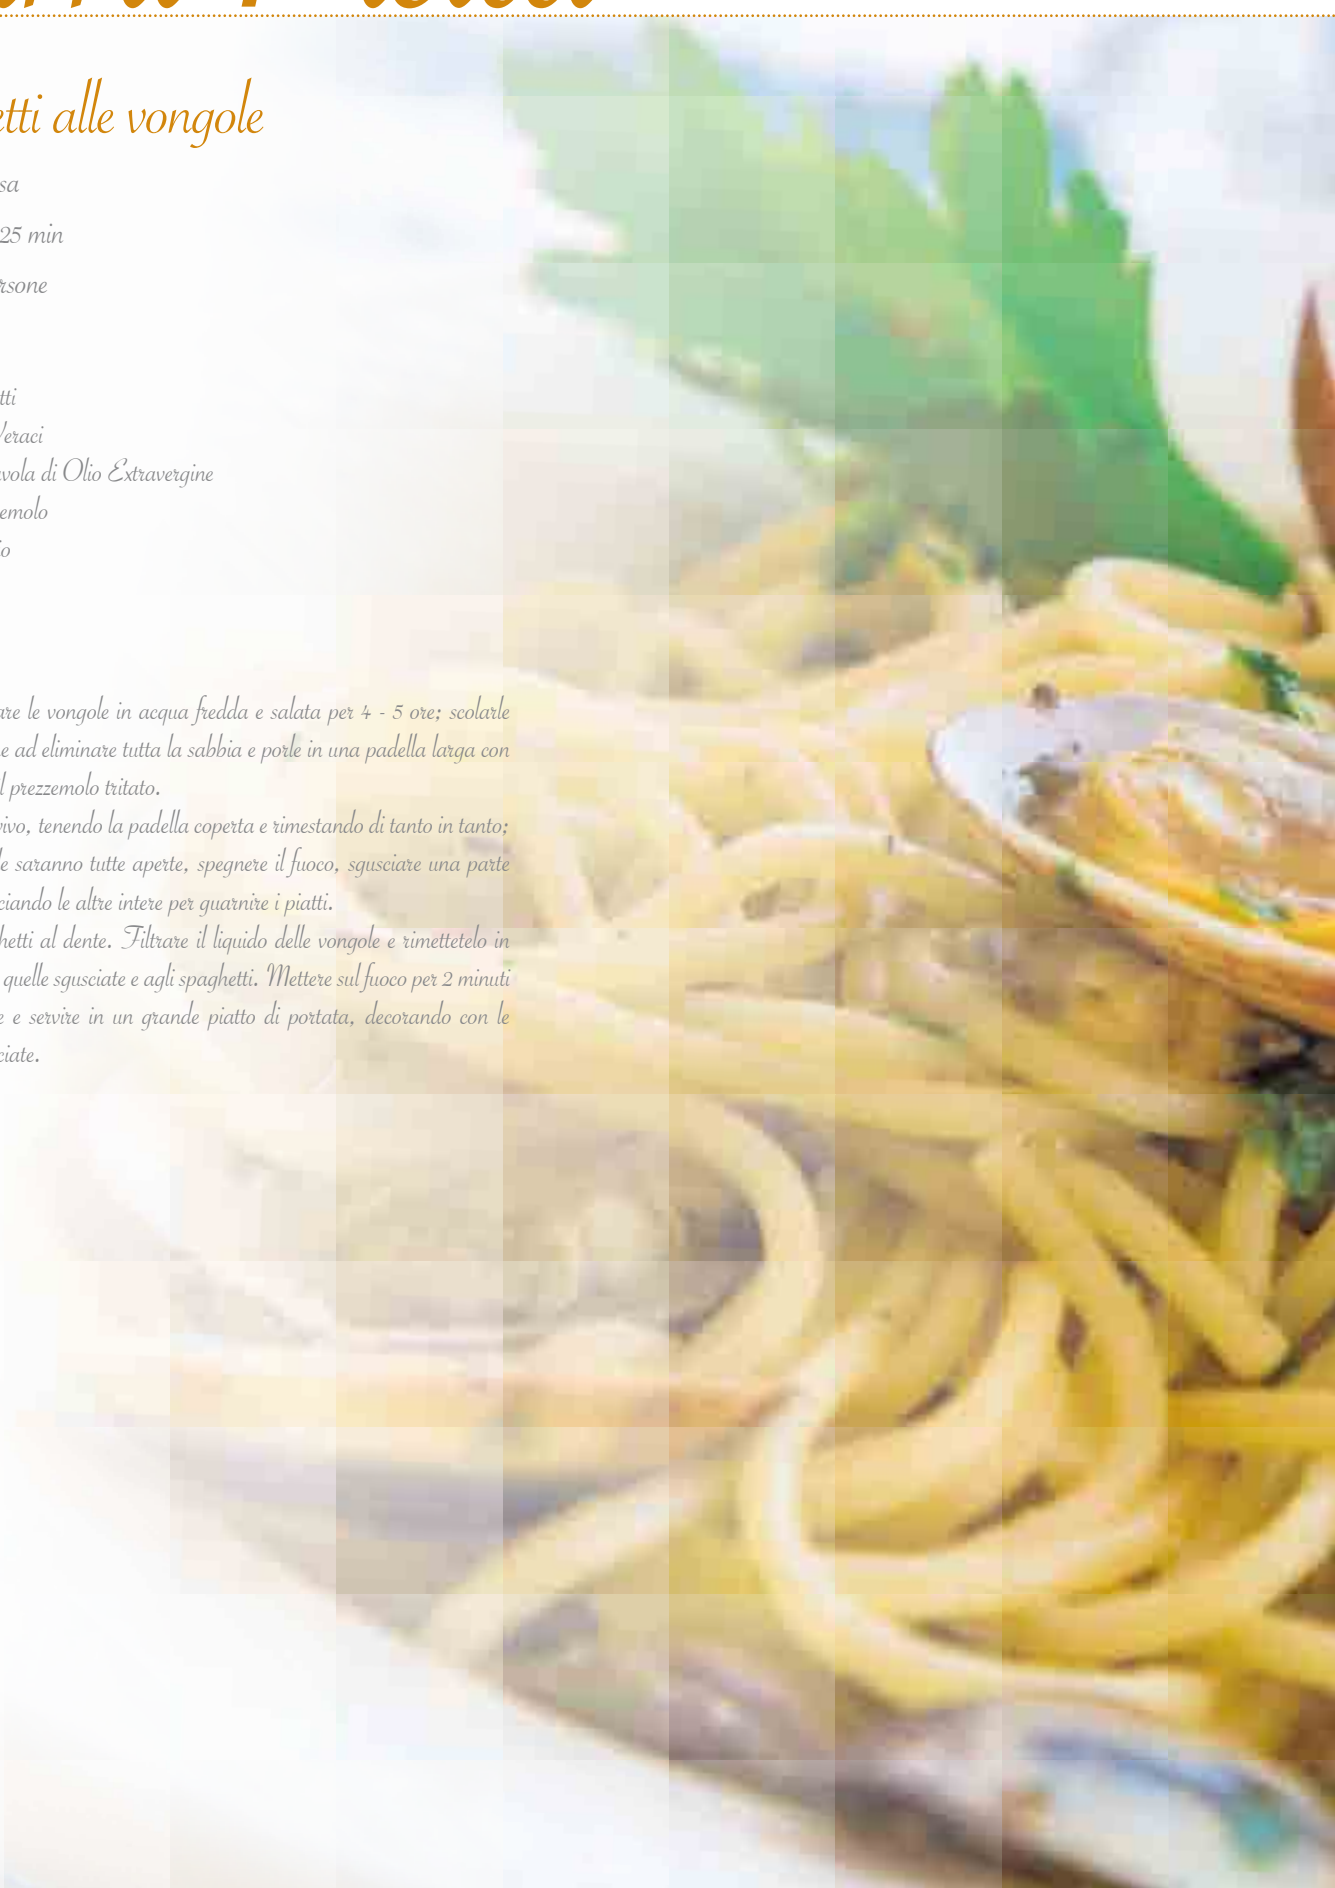 etti alle vongole
sa
25 min
rsone
tti
Veraci
vola di Olio Extravergine
emolo
io
are le vongole in acqua fredda e salata per 4 - 5 ore; scolarle
e ad eliminare tutta la sabbia e porle in una padella larga con
l prezzemolo tritato.
vivo, tenendo la padella coperta e rimestando di tanto in tanto;
le saranno tutte aperte, spegnere il fuoco, sgusciare una parte
ciando le altre intere per guarnire i piatti.
hetti al dente. Filtrare il liquido delle vongole e rimettetelo in
quelle sgusciate e agli spaghetti. Mettere sul fuoco per 2 minuti
e e servire in un grande piatto di portata, decorando con le
ciate.